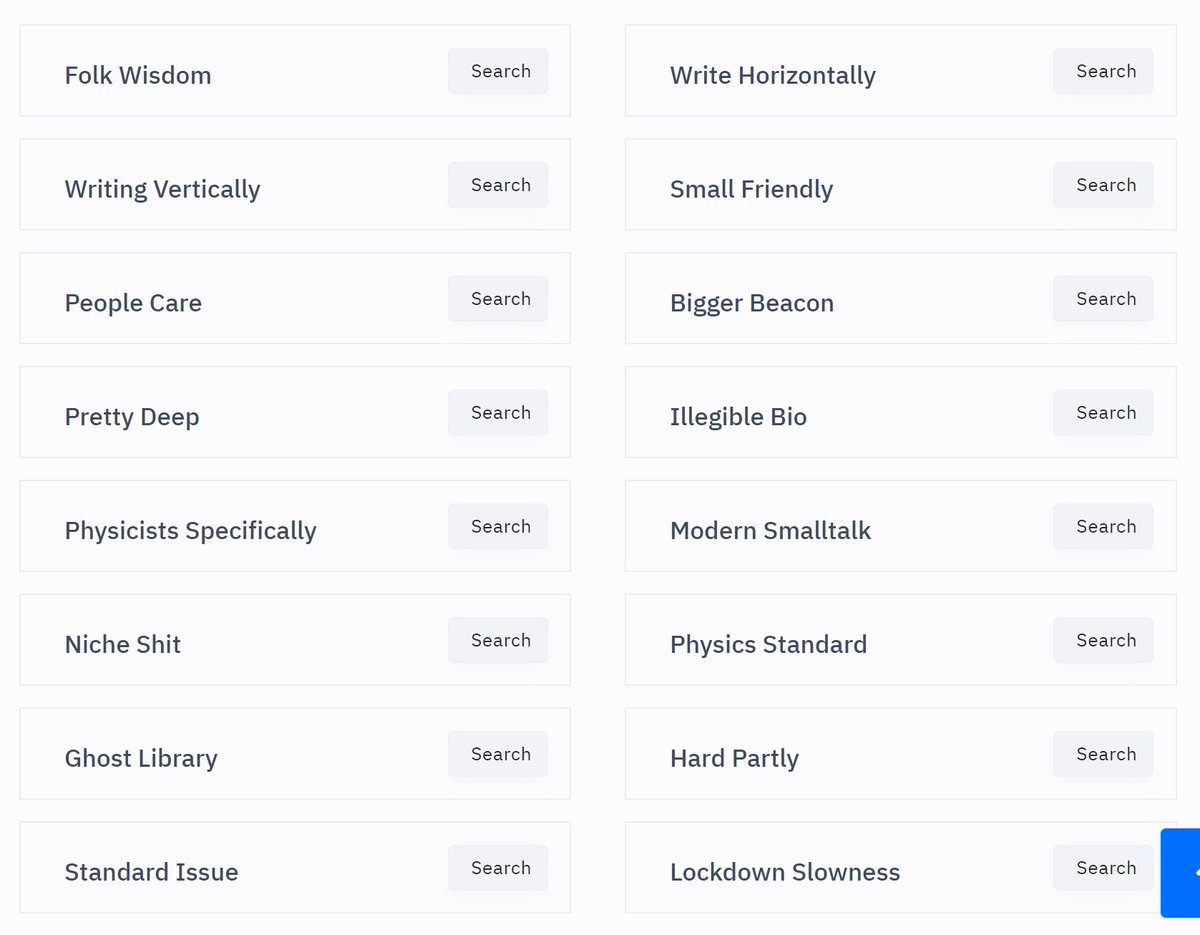 Folk Wisdom Search
Write Horizontally Search
Writing Vertically Search
Small Friendly Search
People Care Search
Bigger Beacon Search
Pretty Deep Search
Illegible Bio Search
Physicists Specifically Search
Modern Smalltalk Search
Niche Shit Search
Physics Standard Search
Ghost Library Search
Hard Partly Search
Standard Issue Search
Lockdown Slowness Search